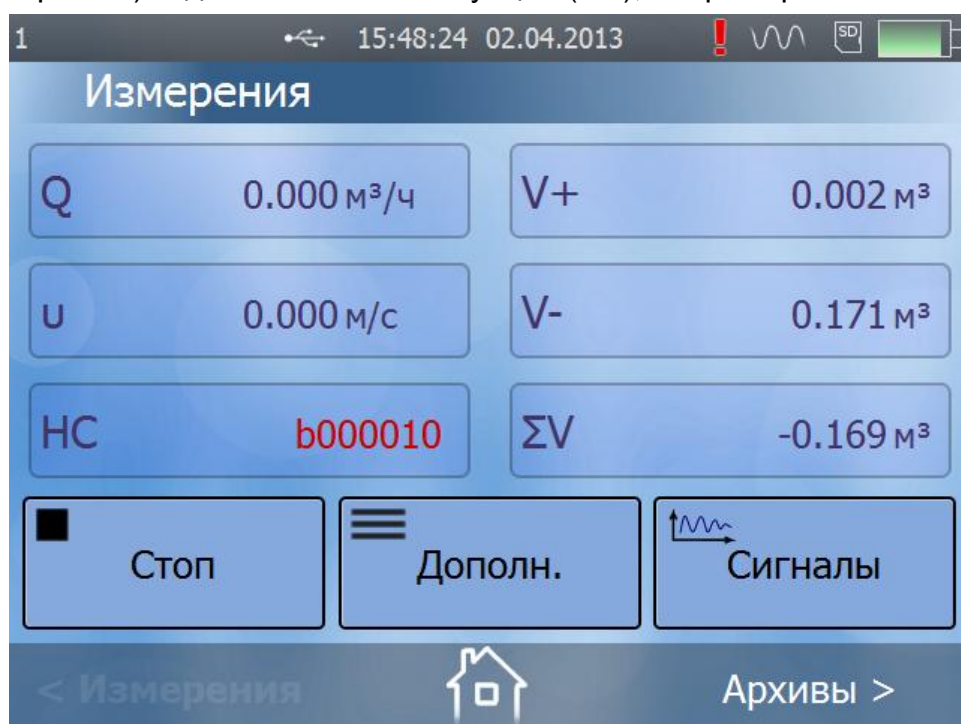 1 15:48:24 02.04.2013 SD
Измерения
Q 0.000 м³/ч V+ 0.002 м³
υ 0.000 м/с V- 0.171 м³
НС b000010 ΣV -0.169 м³
Стоп Дополн. Сигналы
< Измерения Архивы >